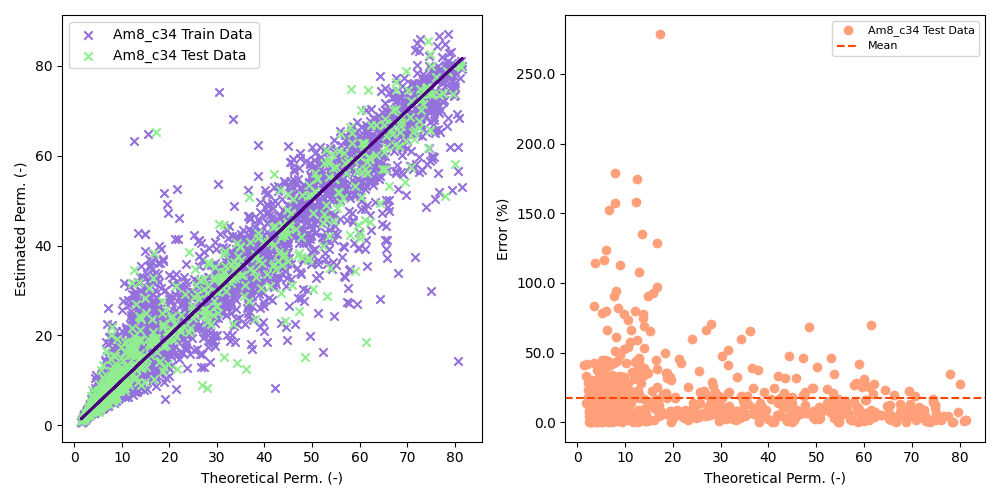 Am8_c34 Train Data
Am8_c34 Test Data
Estimated Perm. (-)
80
60
40
20
0
0 10 20 30 40 50 60 70 80
Theoretical Perm. (-)
Am8_c34 Test Data
Mean
Error (%)
250.0
200.0
150.0
100.0
50.0
0.0
0 10 20 30 40 50 60 70 80
Theoretical Perm. (-)